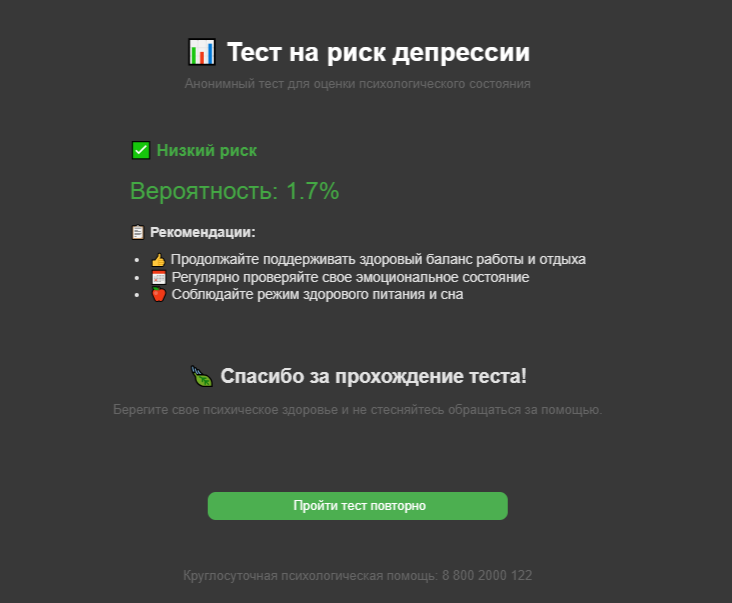 Тест на риск депрессии
Анонимный тест для оценки психологического состояния
Низкий риск
Вероятность: 1.7%
Рекомендации:
Продолжайте поддерживать здоровый баланс работы и отдыха
Регулярно проверяйте свое эмоциональное состояние
Соблюдайте режим здорового питания и сна
Спасибо за прохождение теста!
Берегите свое психическое здоровье и не стесняйтесь обращаться за помощью.
Пройти тест повторно
Круглосуточная психологическая помощь: 8 800 2000 122